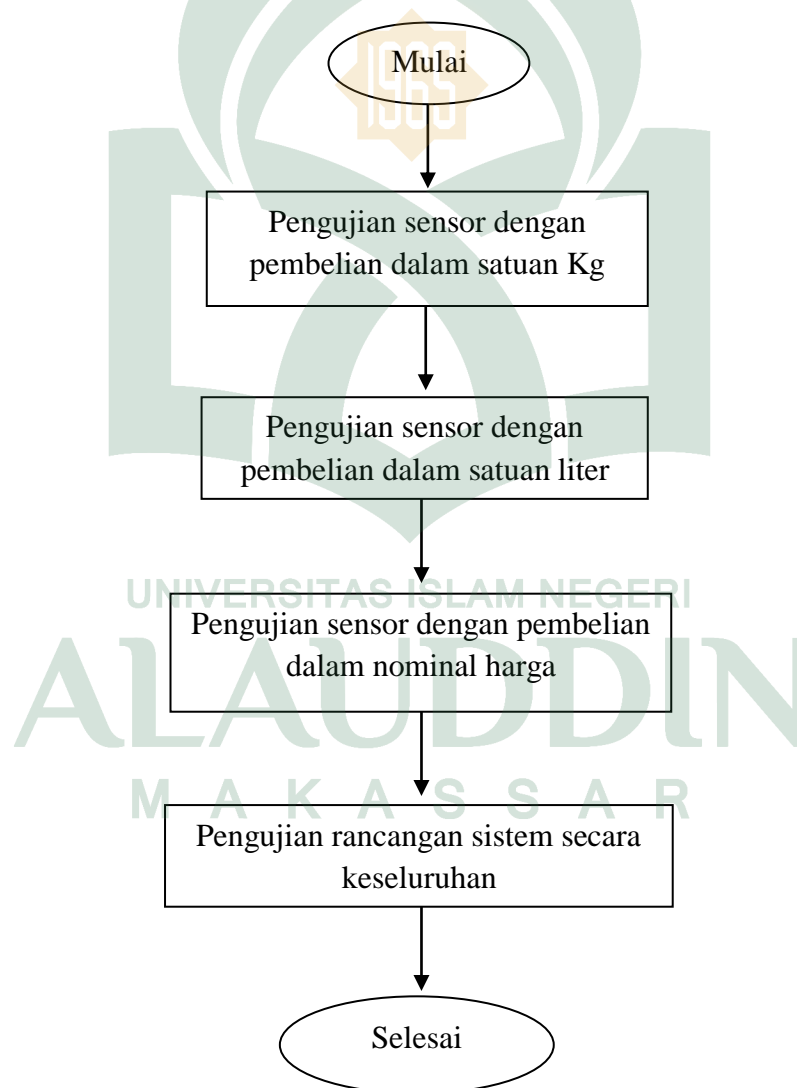 Mulai
1965
Pengujian sensor dengan
pembelian dalam satuan Kg
Pengujian sensor dengan
pembelian dalam satuan liter
UNIVERSITAS ISLAM NEGERI
Pengujian sensor dengan pembelian
dalam nominal harga
ALAUDDIN
M A K A S S A R
Pengujian rancangan sistem secara
keseluruhan
Selesai